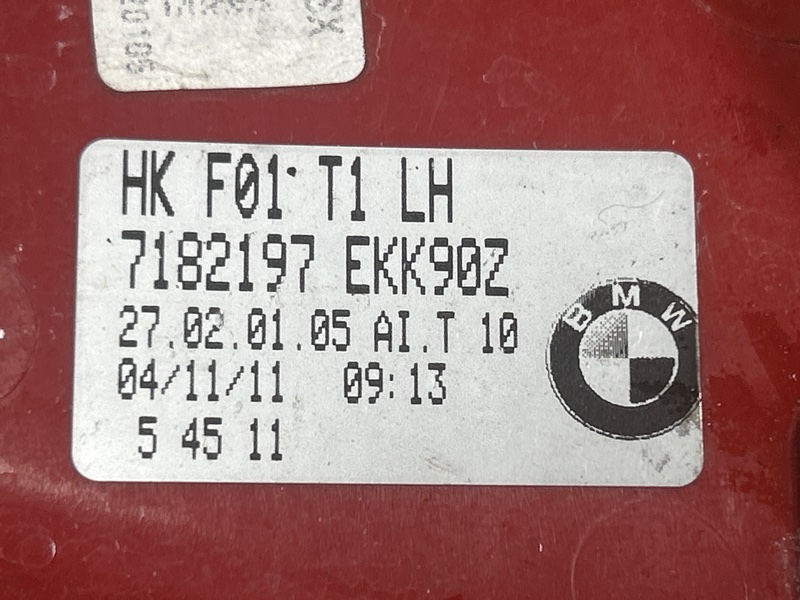 HK F01 T1 LH
7182197 EKK90Z
27.02.01.05 AI.T 10
04/11/11 09:13
5 45 11
BMW